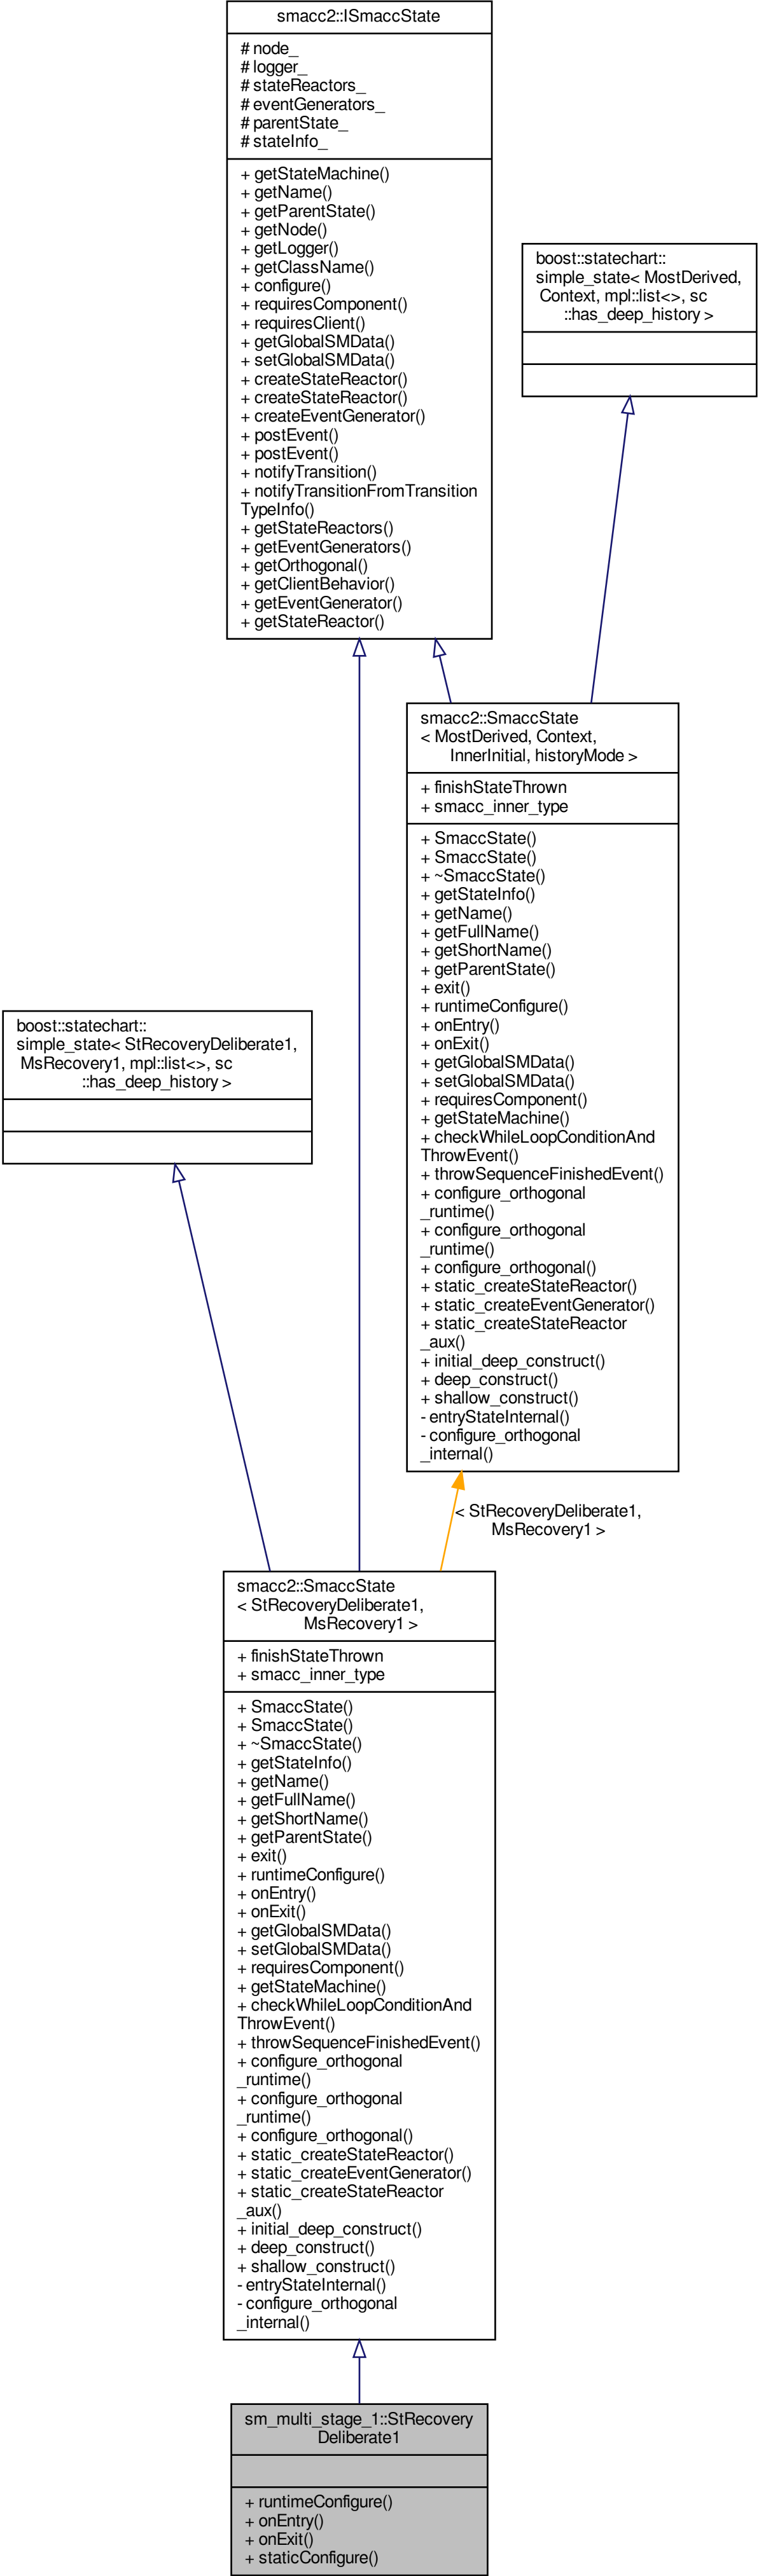 smacc2::ISmaccState
# node_
# logger_
# stateReactors_
# eventGenerators_
# parentState_
# stateInfo_
+ getStateMachine()
+ getName()
+ getParentState()
+ getNode()
+ getLogger()
+ getClassName()
+ configure()
+ requiresComponent()
+ requiresClient()
+ getGlobalSMData()
+ setGlobalSMData()
+ createStateReactor()
+ createStateReactor()
+ createEventGenerator()
+ postEvent()
+ postEvent()
+ notifyTransition()
+ notifyTransitionFromTransition
TypeInfo()
+ getStateReactors()
+ getEventGenerators()
+ getOrthogonal()
+ getClientBehavior()
+ getEventGenerator()
+ getStateReactor()
boost::statechart::
simple_state< MostDerived,
Context, mpl::list<>, sc
::has_deep_history >
smacc2::SmaccState
< MostDerived, Context,
InnerInitial, historyMode >
+ finishStateThrown
+ smacc_inner_type
+ SmaccState()
+ SmaccState()
+ ~SmaccState()
+ getStateInfo()
+ getName()
+ getFullName()
+ getShortName()
+ getParentState()
+ exit()
+ runtimeConfigure()
+ onEntry()
+ onExit()
+ getGlobalSMData()
+ setGlobalSMData()
+ requiresComponent()
+ getStateMachine()
+ checkWhileLoopConditionAnd
ThrowEvent()
+ throwSequenceFinishedEvent()
+ configure_orthogonal
_runtime()
+ configure_orthogonal
_runtime()
+ configure_orthogonal()
+ static_createStateReactor()
+ static_createEventGenerator()
+ static_createStateReactor
_aux()
+ initial_deep_construct()
+ deep_construct()
+ shallow_construct()
- entryStateInternal()
- configure_orthogonal
_internal()
boost::statechart::
simple_state< StRecoveryDeliberate1,
MsRecovery1, mpl::list<>, sc
::has_deep_history >
< StRecoveryDeliberate1,
MsRecovery1 >
smacc2::SmaccState
< StRecoveryDeliberate1,
MsRecovery1 >
+ finishStateThrown
+ smacc_inner_type
+ SmaccState()
+ SmaccState()
+ ~SmaccState()
+ getStateInfo()
+ getName()
+ getFullName()
+ getShortName()
+ getParentState()
+ exit()
+ runtimeConfigure()
+ onEntry()
+ onExit()
+ getGlobalSMData()
+ setGlobalSMData()
+ requiresComponent()
+ getStateMachine()
+ checkWhileLoopConditionAnd
ThrowEvent()
+ throwSequenceFinishedEvent()
+ configure_orthogonal
_runtime()
+ configure_orthogonal
_runtime()
+ configure_orthogonal()
+ static_createStateReactor()
+ static_createEventGenerator()
+ static_createStateReactor
_aux()
+ initial_deep_construct()
+ deep_construct()
+ shallow_construct()
- entryStateInternal()
- configure_orthogonal
_internal()
sm_multi_stage_1::StRecovery
Deliberate1
+ runtimeConfigure()
+ onEntry()
+ onExit()
+ staticConfigure()